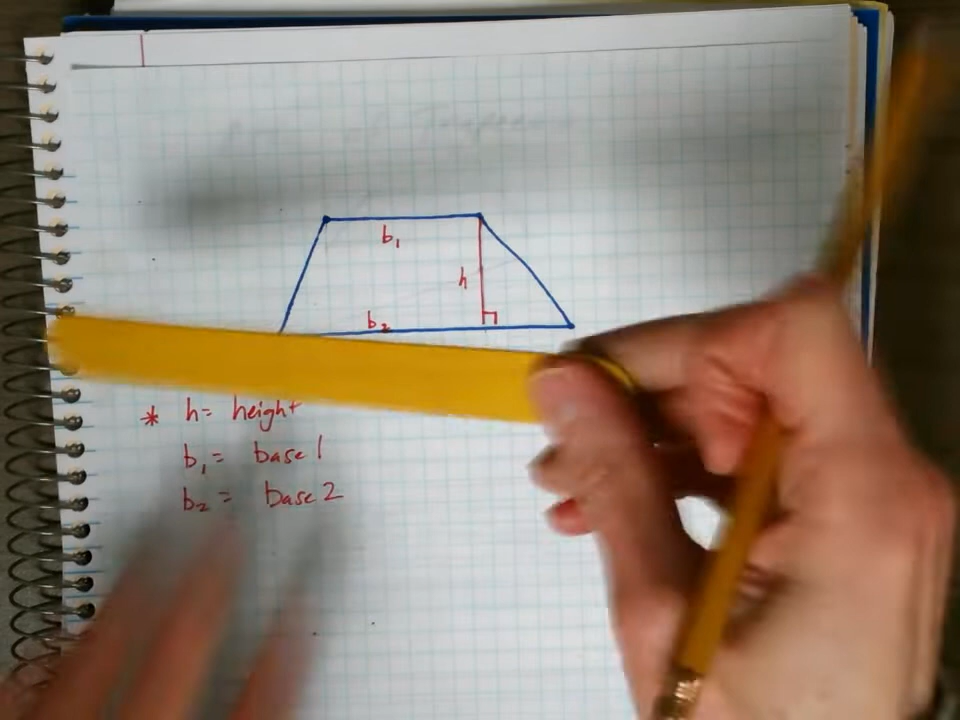 b₁
h
b₂
* h = height
b₁ = base 1
b₂ = base 2